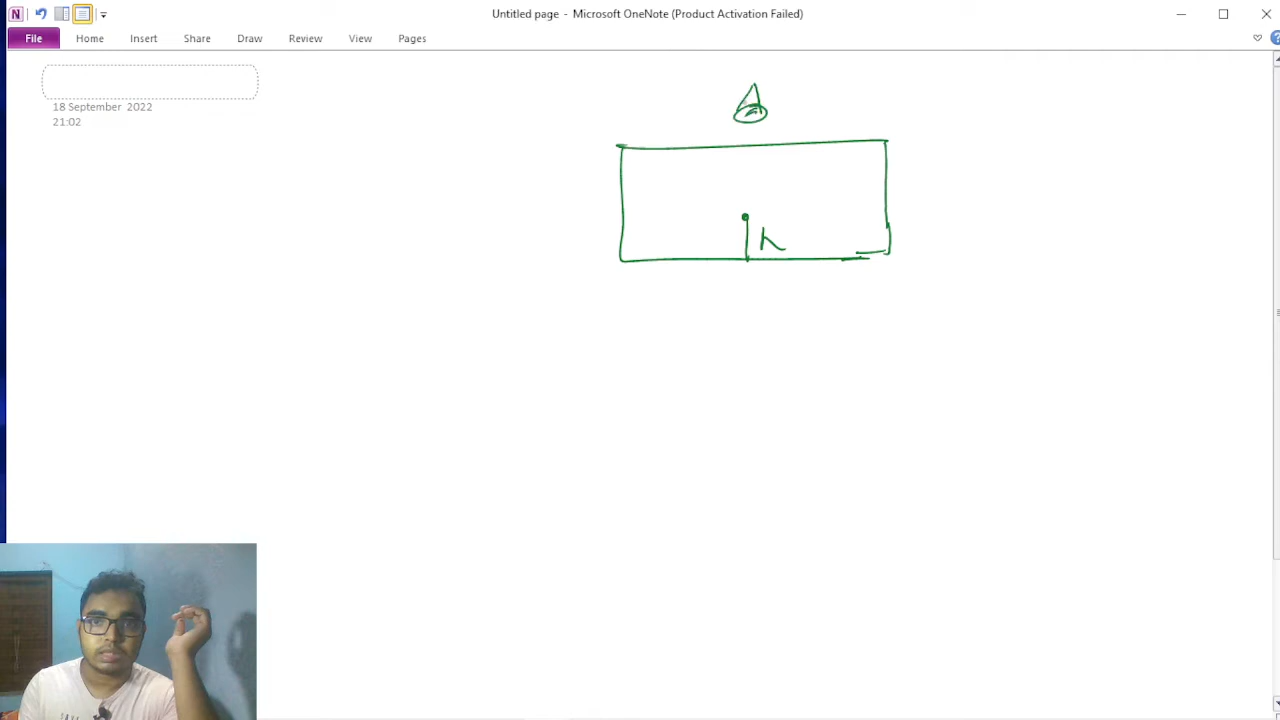 Untitled page - Microsoft OneNote (Product Activation Failed)
File Home Insert Share Draw Review View Pages
18 September 2022
21:02
h